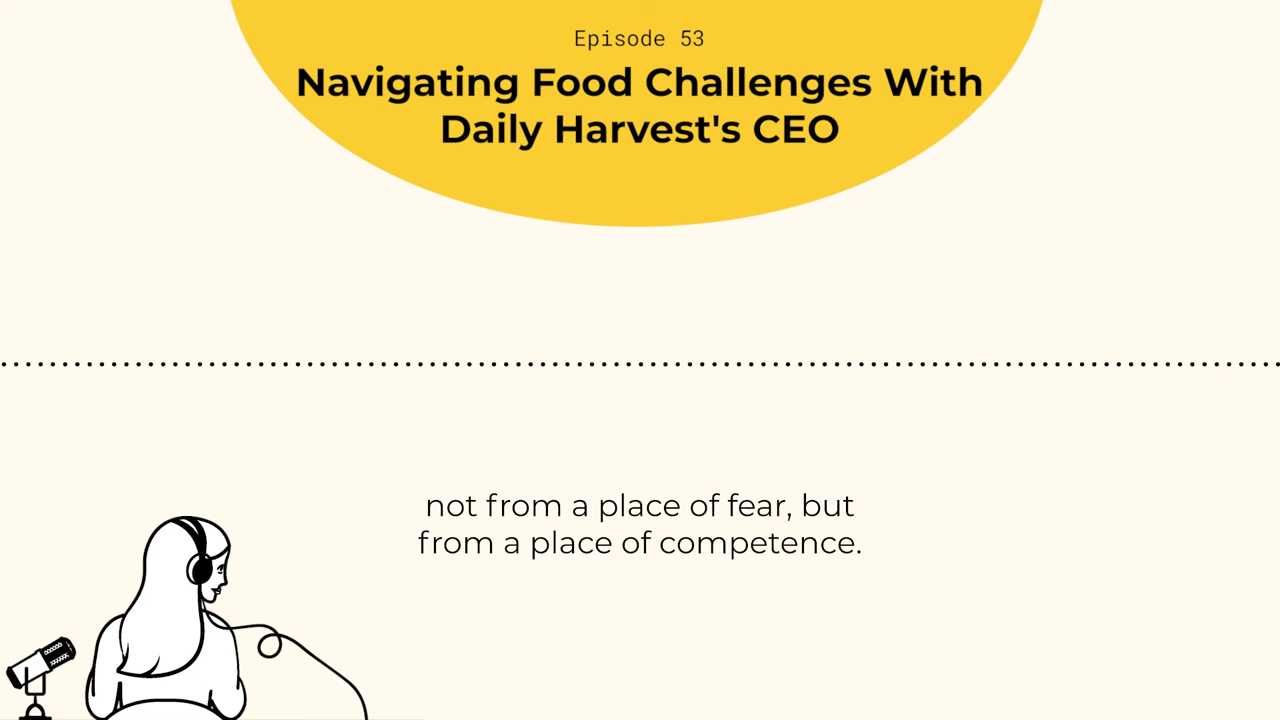 Episode 53
Navigating Food Challenges With
Daily Harvest's CEO
not from a place of fear, but
from a place of competence.